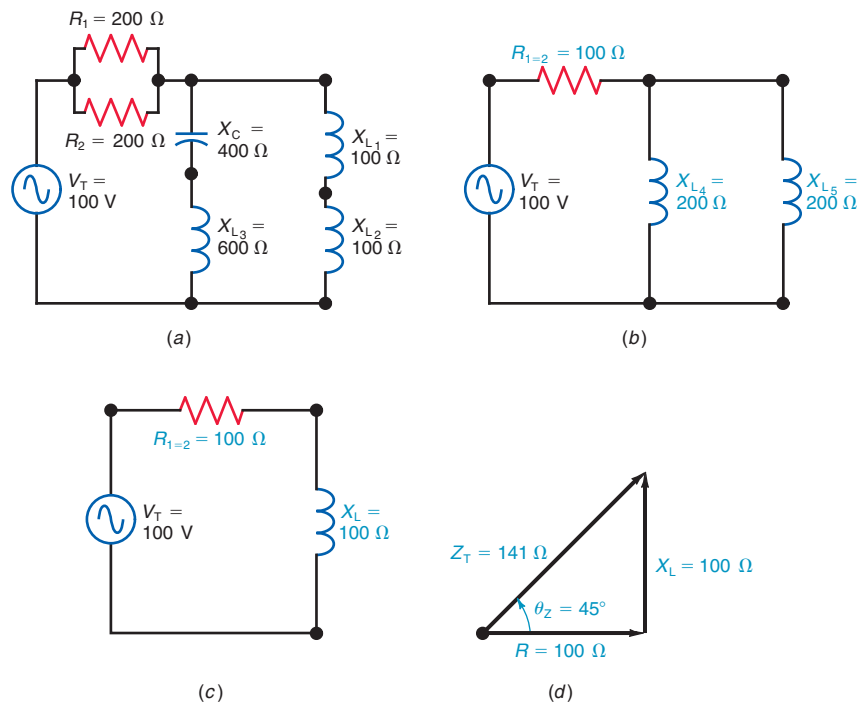 R1 = 200 Ω
R2 = 200 Ω
VT =
100 V
XC =
400 Ω
XL3 =
600 Ω
XL1 =
100 Ω
XL2 =
100 Ω
(a)
R1=2 = 100 Ω
VT =
100 V
XL4 =
200 Ω
XL5 =
200 Ω
(b)
R1=2 = 100 Ω
VT =
100 V
XL =
100 Ω
(c)
ZT = 141 Ω
XL = 100 Ω
θZ = 45°
R = 100 Ω
(d)